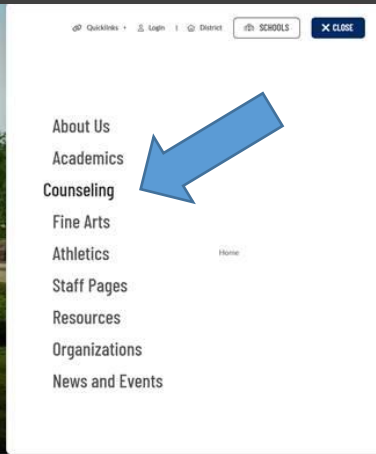 Quicklinks Login District SCHOOLS X CLOSE
About Us
Academics
Counseling
Fine Arts
Athletics
Home
Staff Pages
Resources
Organizations
News and Events